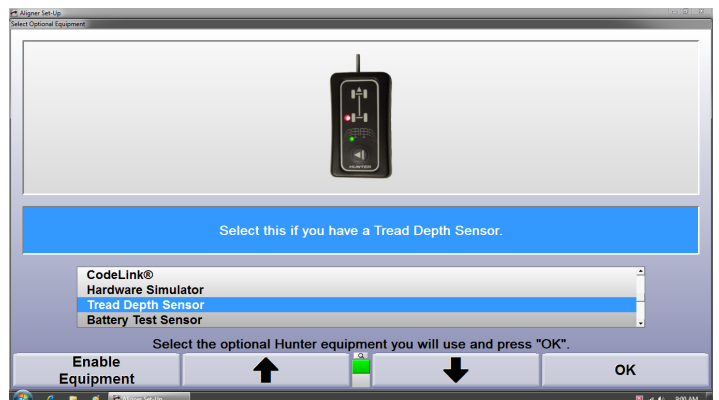 Aligner Set-Up
Select Optional Equipment
HUNTER
Select this if you have a Tread Depth Sensor.
CodeLink®
Hardware Simulator
Tread Depth Sensor
Battery Test Sensor
Select the optional Hunter equipment you will use and press "OK".
Enable
Equipment
OK
Aligner Set-Up
9:00 AM